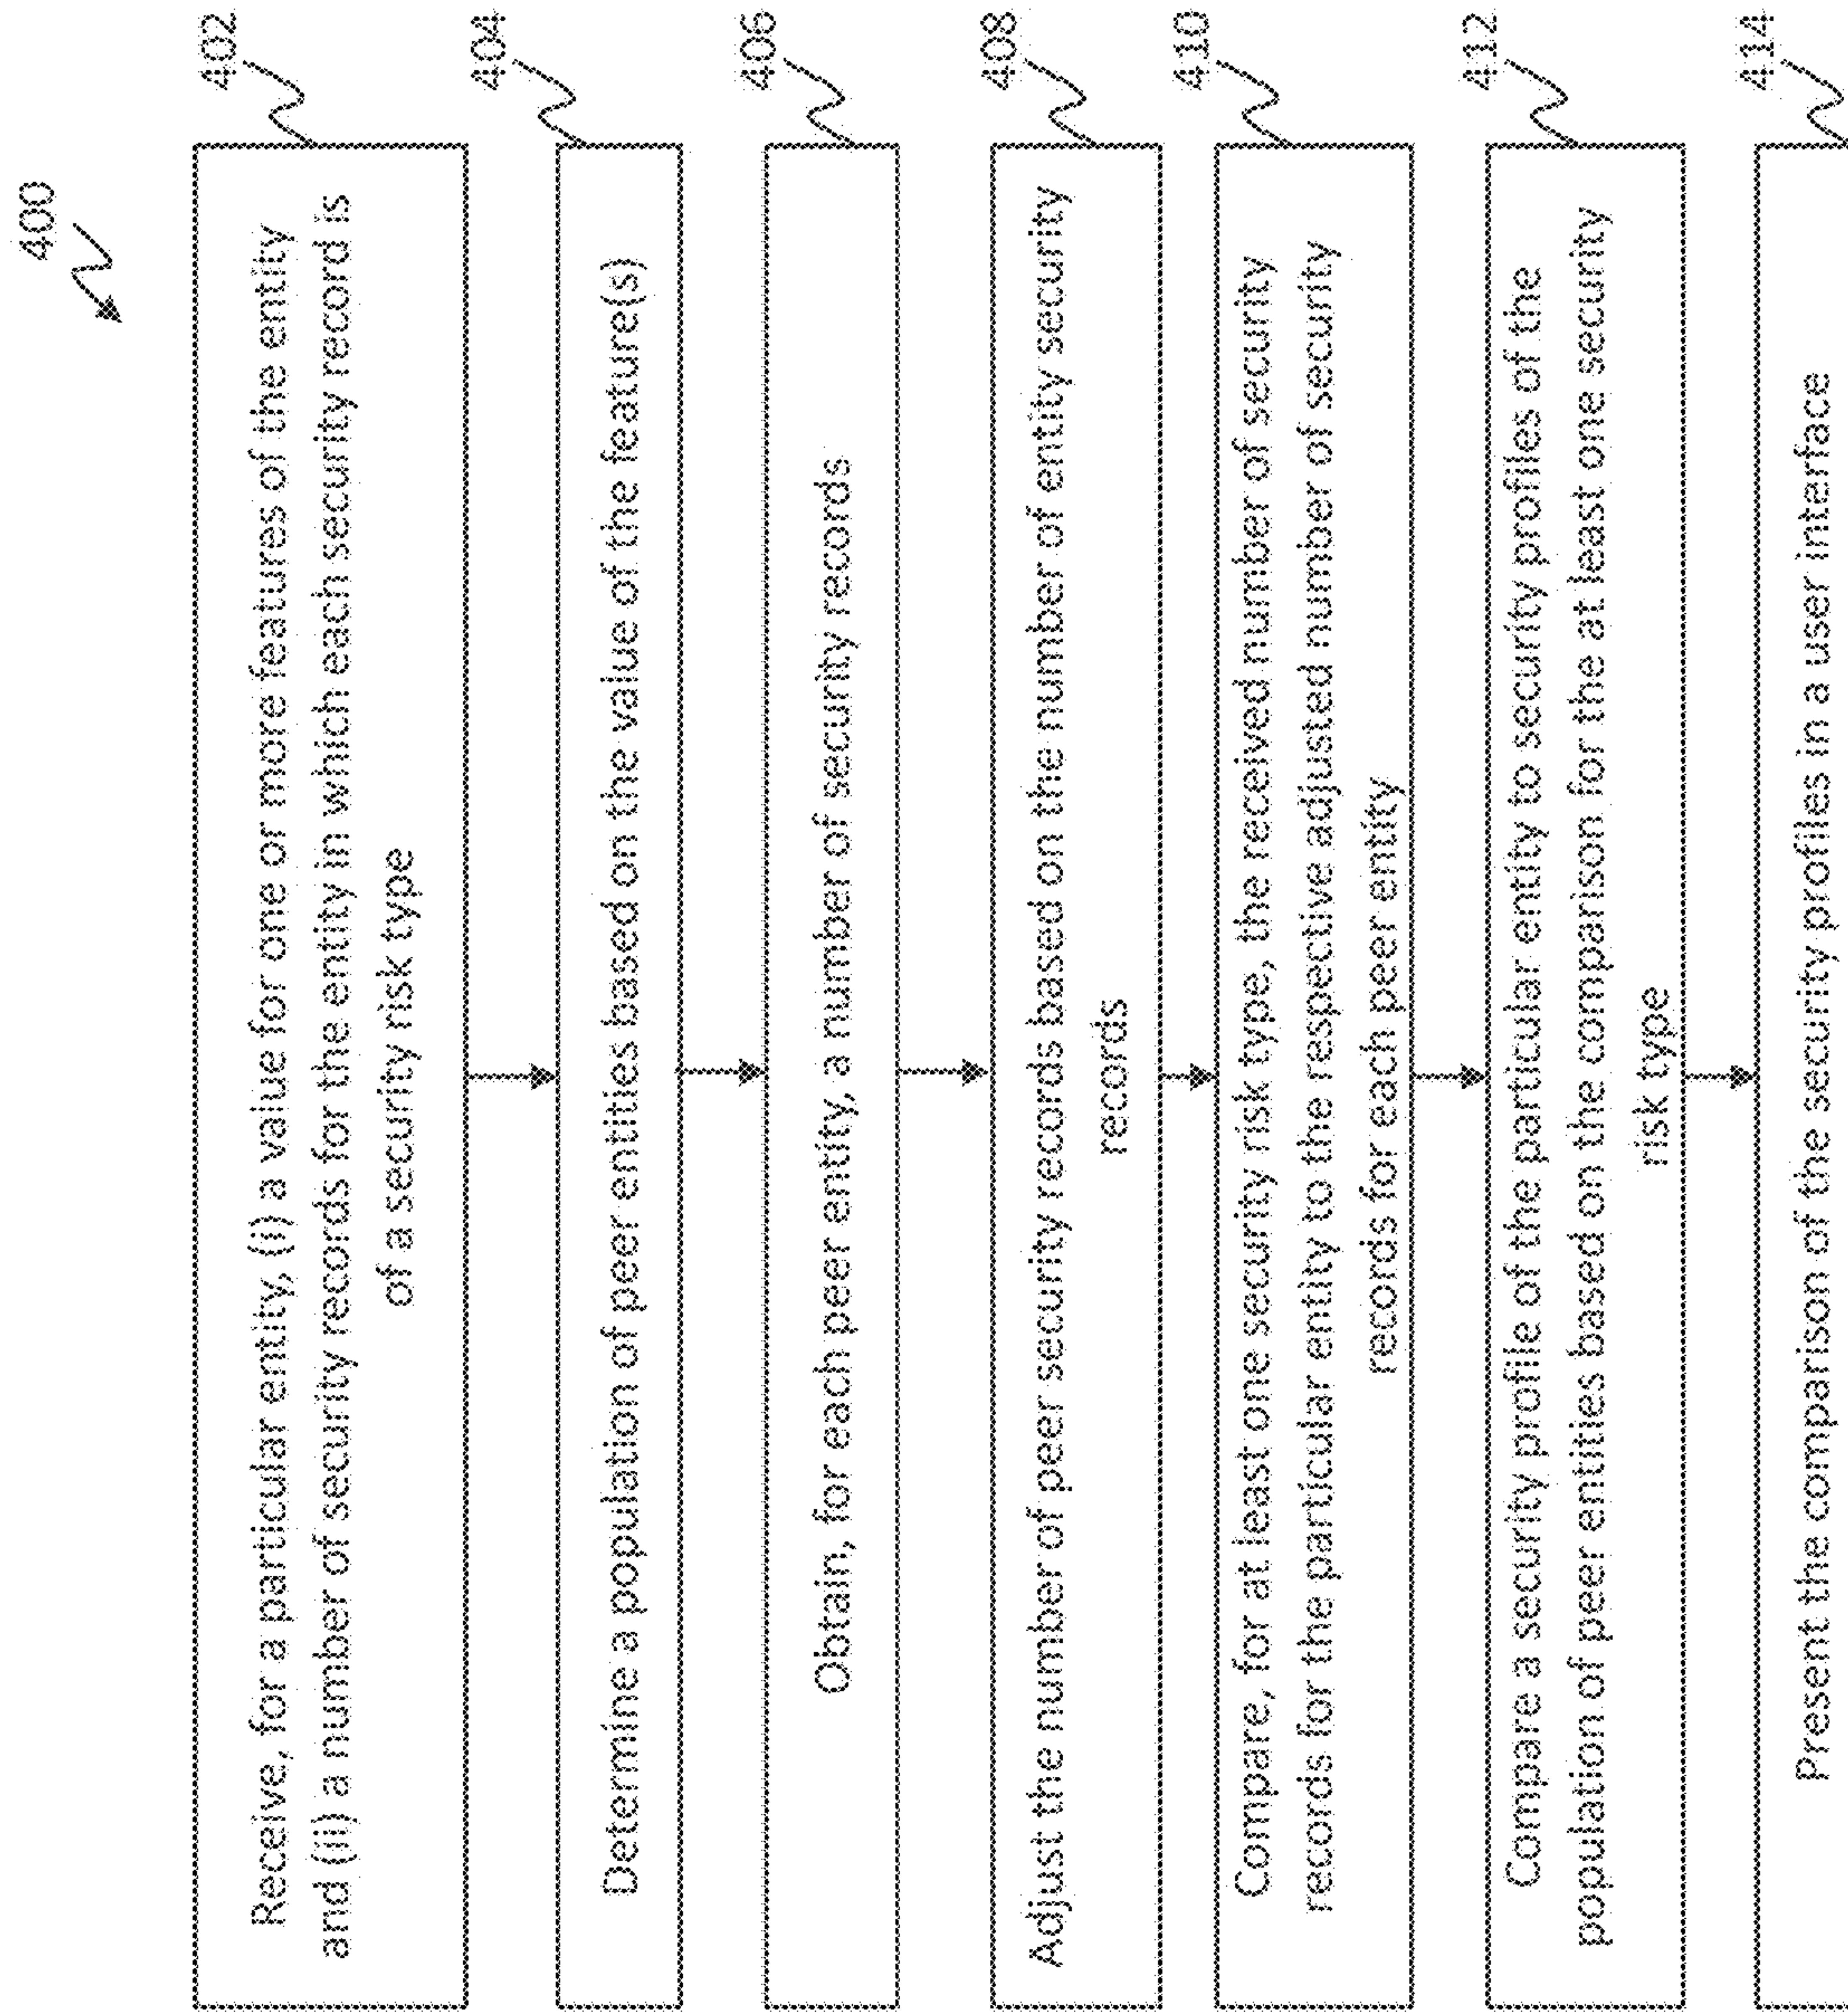 400
402
Receive, for a particular entity, (i) a value for one or more features of the entity
and (ii) a number of security records for the entity in which each security record is
of a security risk type
404
Determine a population of peer entities based on the value of the feature(s)
406
Obtain, for each peer entity, a number of security records
408
Adjust the number of peer security records based on the number of entity security
records
410
Compare, for at least one security risk type, the received number of security
records for the particular entity to the respective adjusted number of security
records for each peer entity
412
Compare a security profile of the particular entity to security profiles of the
population of peer entities based on the comparison for the at least one security
risk type
414
Present the comparison of the security profiles in a user interface